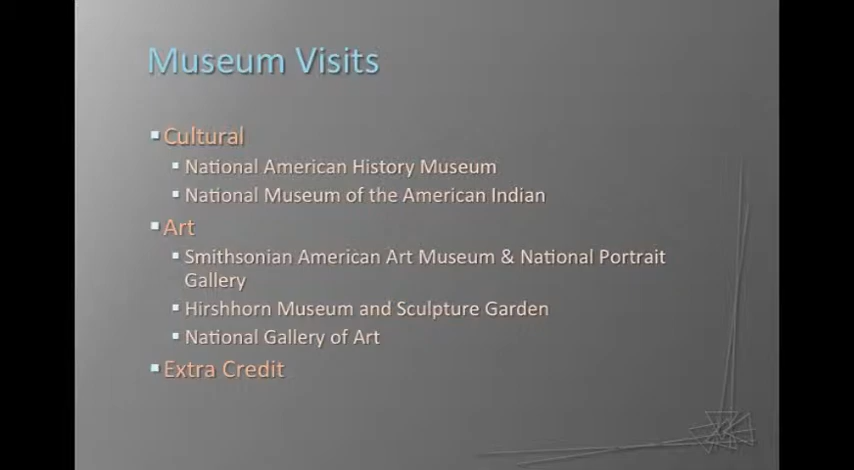 Museum Visits
Cultural
National American History Museum
National Museum of the American Indian
Art
Smithsonian American Art Museum & National Portrait
Gallery
Hirshhorn Museum and Sculpture Garden
National Gallery of Art
Extra Credit